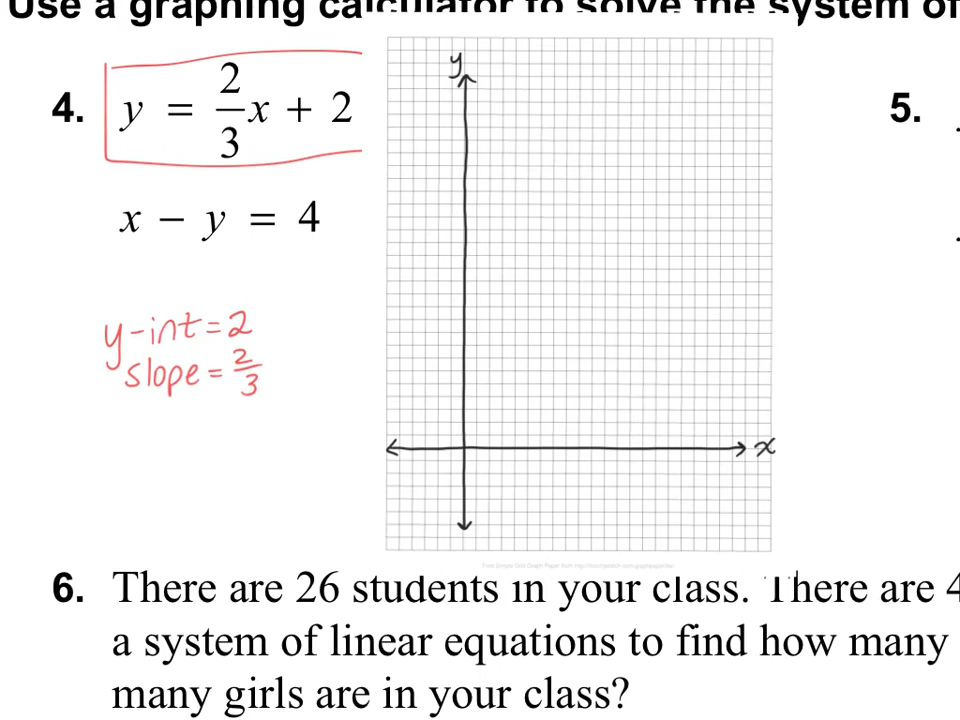 Use a graphing calculator to solve the system of
4. y = 2/3 x + 2
x − y = 4
y-int = 2
slope = 2/3
y
x
5.
6. There are 26 students in your class. There are 4
a system of linear equations to find how many
many girls are in your class?